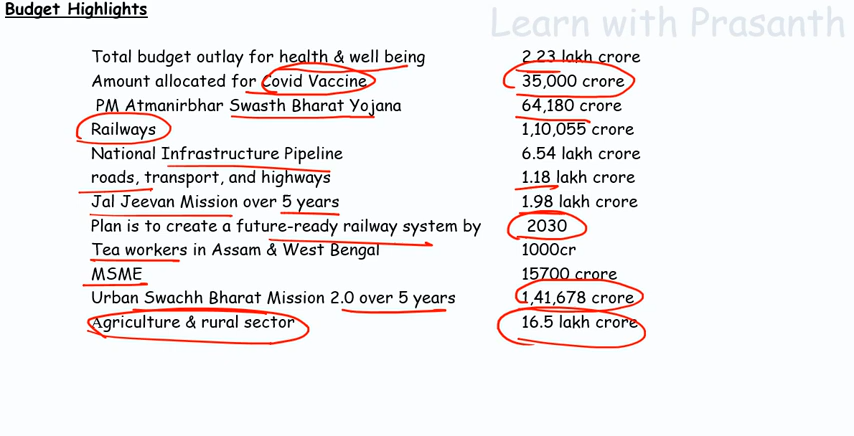 Budget Highlights
Learn with Prasanth
Total budget outlay for health & well being 2.23 lakh crore
Amount allocated for Covid Vaccine 35,000 crore
PM Atmanirbhar Swasth Bharat Yojana 64,180 crore
Railways 1,10,055 crore
National Infrastructure Pipeline 6.54 lakh crore
roads, transport, and highways 1.18 lakh crore
Jal Jeevan Mission over 5 years 1.98 lakh crore
Plan is to create a future-ready railway system by 2030
Tea workers in Assam & West Bengal 1000cr
MSME 15700 crore
Urban Swachh Bharat Mission 2.0 over 5 years 1,41,678 crore
Agriculture & rural sector 16.5 lakh crore